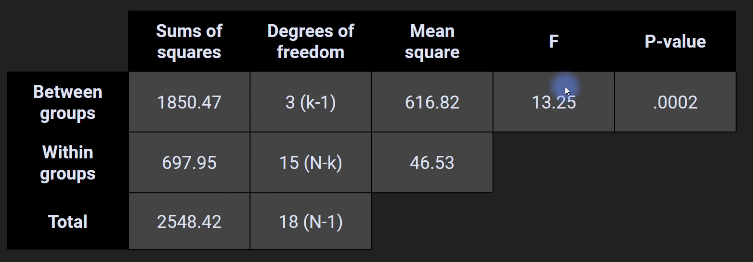 Sums of squares Degrees of freedom Mean square F P-value
Between groups 1850.47 3 (k-1) 616.82 13.25 .0002
Within groups 697.95 15 (N-k) 46.53
Total 2548.42 18 (N-1)